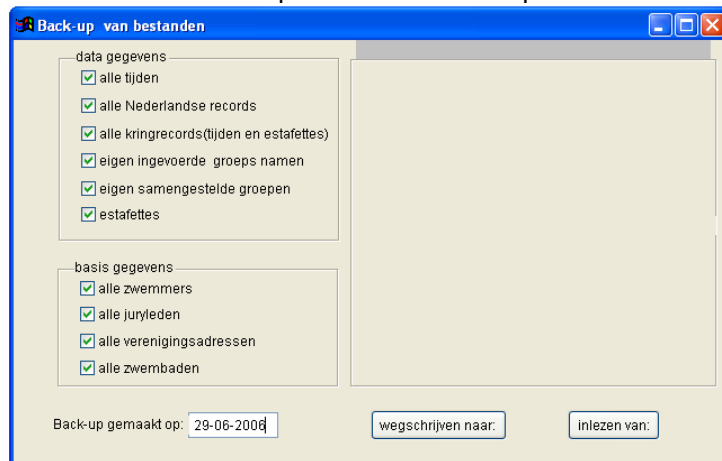 Back-up van bestanden
data gegevens
alle tijden
alle Nederlandse records
alle kringrecords(tijden en estafettes)
eigen ingevoerde groeps namen
eigen samengestelde groepen
estafettes
basis gegevens
alle zwemmers
alle juryleden
alle verenigingsadressen
alle zwembaden
Back-up gemaakt op: 29-06-2006 wegschrijven naar: inlezen van: